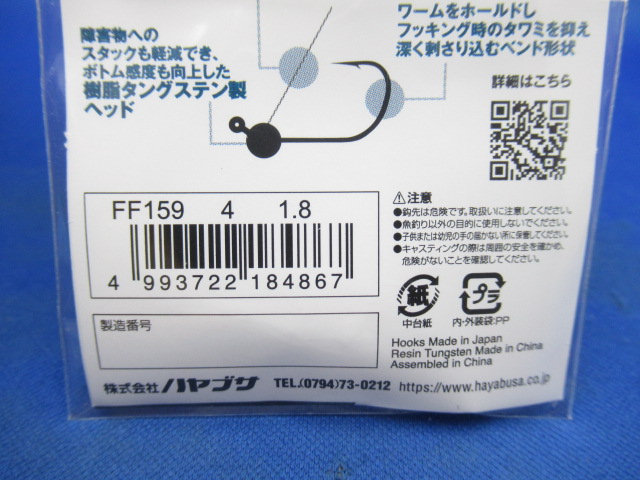 ワームをホールドし
フッキング時のタワミを抑え
深く刺さり込むベンド形状
障害物への
スタックも軽減でき、
ボトム感度も向上した
樹脂タングステン製
ヘッド
詳細はこちら
FF159 4 1.8
4 993722 184867
製造番号
注意
●鈎先は危険です。取扱いに注意してください。
●魚釣り以外の目的に使用しないでください。
●子供または幼児の手の届かない所に保管してください。
●キャスティングの際は周囲の安全を確かめ、
危険がないことを確認してください。
紙
中台紙
プラ
内・外装袋:PP
Hooks Made in Japan
Resin Tungsten Made in China
Assembled in China
株式会社ハヤブサ TEL.(0794)73-0212 https://www.hayabusa.co.jp